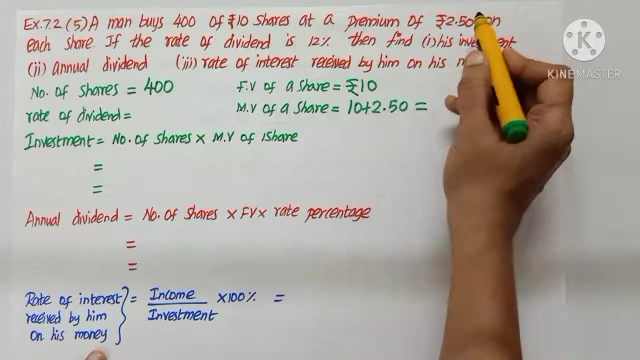 Ex.7.2 (5) A man buys 400 of ₹10 shares at a premium of ₹2.50 on
each share. If the rate of dividend is 12% then find (i) his investment
(ii) annual dividend (iii) rate of interest received by him on his
No. of shares = 400 F.V of a share = ₹10
rate of dividend = M.V of a share = 10+2.50 =
Investment = No. of shares × M.V of 1share
=
=
Annual dividend = No. of shares × FV × rate percentage
=
=
Rate of interest received by him on his money } = Income / Investment ×100% =
KINEMASTER